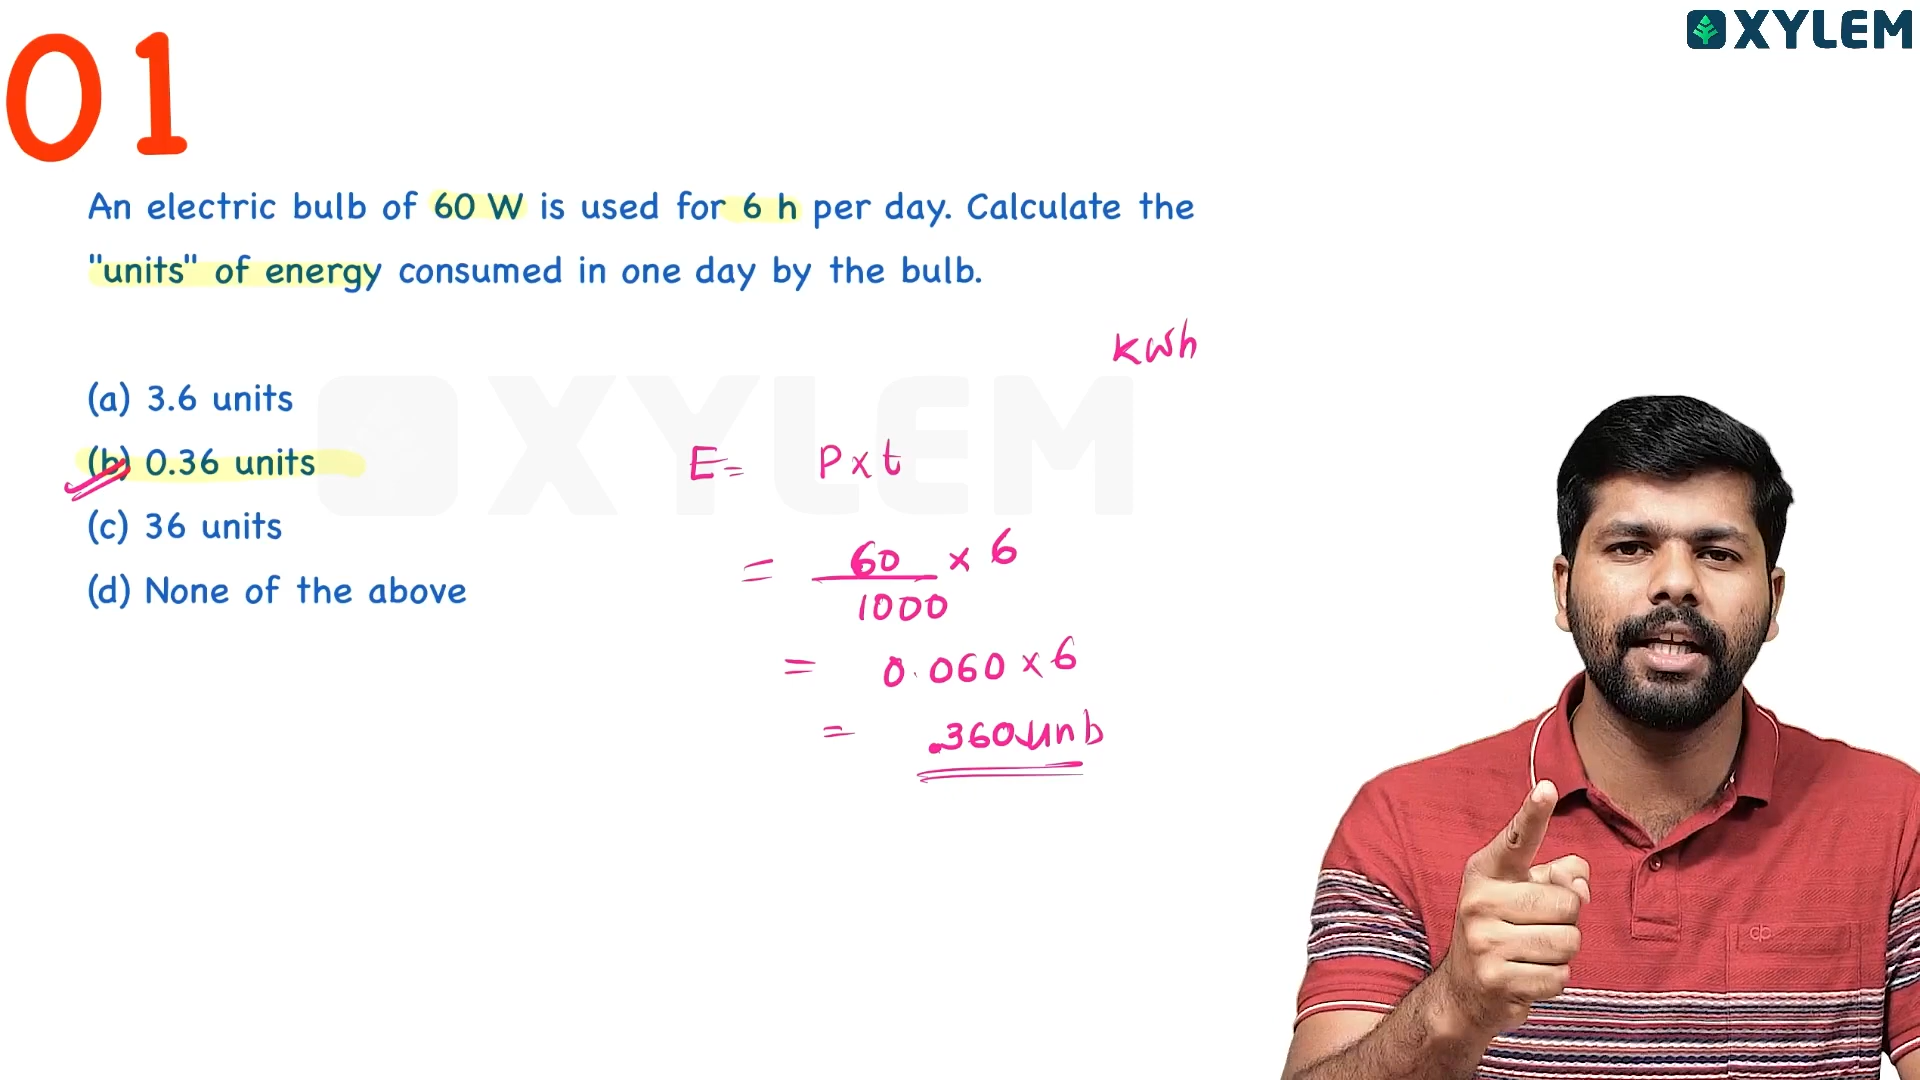 XYLEM
01
An electric bulb of 60 W is used for 6 h per day. Calculate the
"units" of energy consumed in one day by the bulb.
kWh
(a) 3.6 units
(b) 0.36 units
(c) 36 units
(d) None of the above
E= P×t
= 60/1000 × 6
= 0.060 × 6
= .360
XYLEM